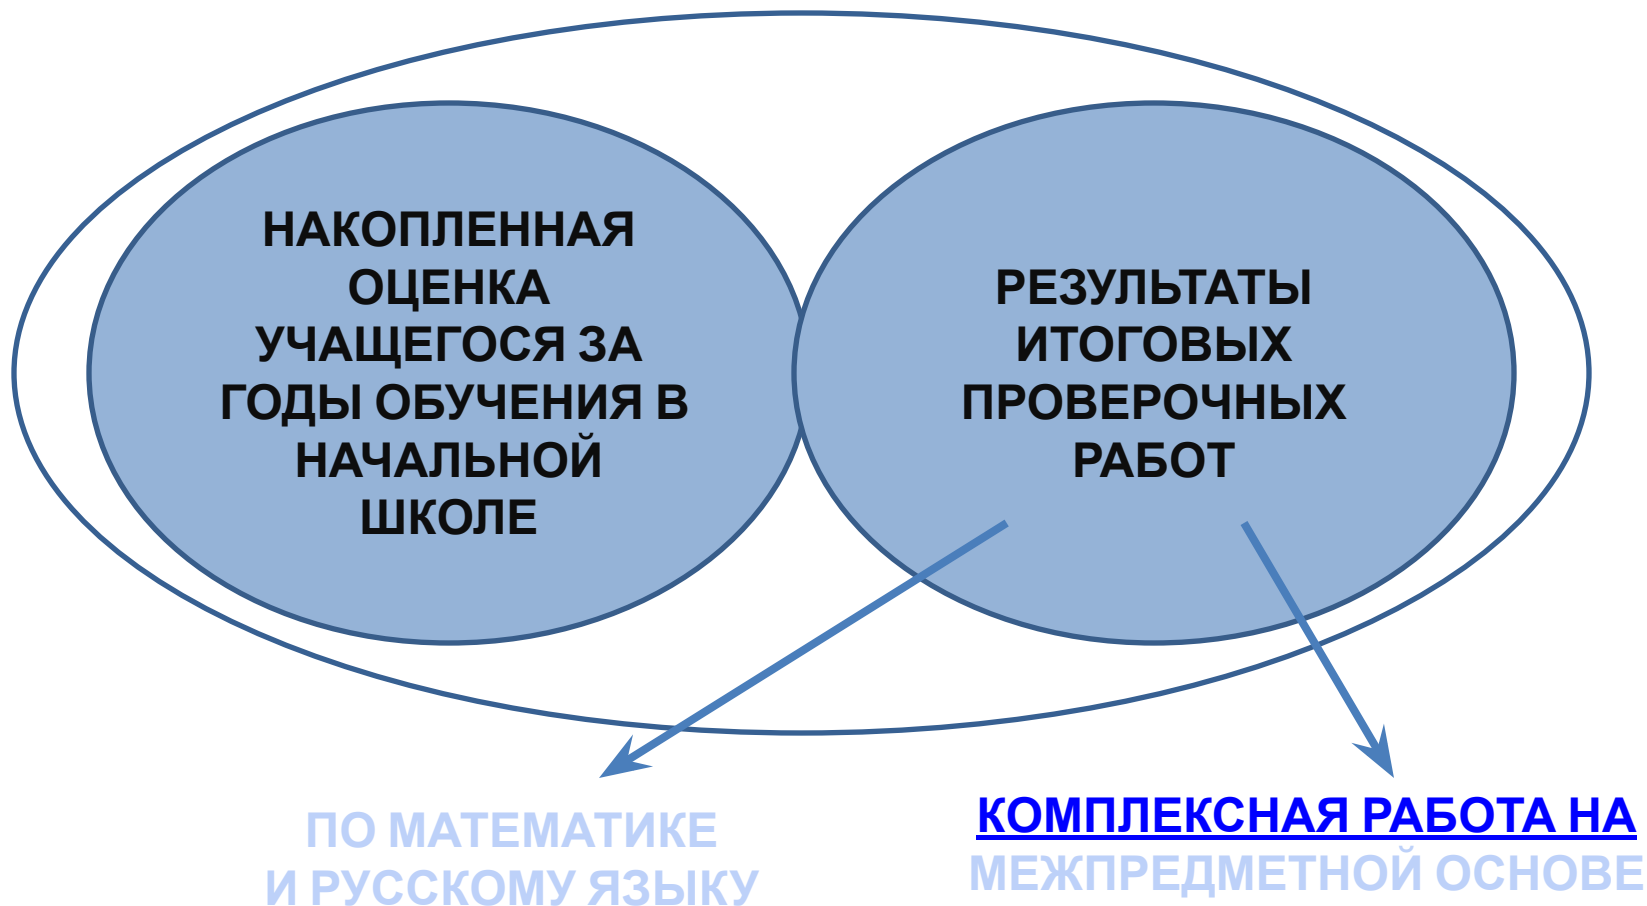 НАКОПЛЕННАЯ
ОЦЕНКА
УЧАЩЕГОСЯ ЗА
ГОДЫ ОБУЧЕНИЯ В
НАЧАЛЬНОЙ
ШКОЛЕ
РЕЗУЛЬТАТЫ
ИТОГОВЫХ
ПРОВЕРОЧНЫХ
РАБОТ
ПО МАТЕМАТИКЕ
И РУССКОМУ ЯЗЫКУ
КОМПЛЕКСНАЯ РАБОТА НА
МЕЖПРЕДМЕТНОЙ ОСНОВЕ